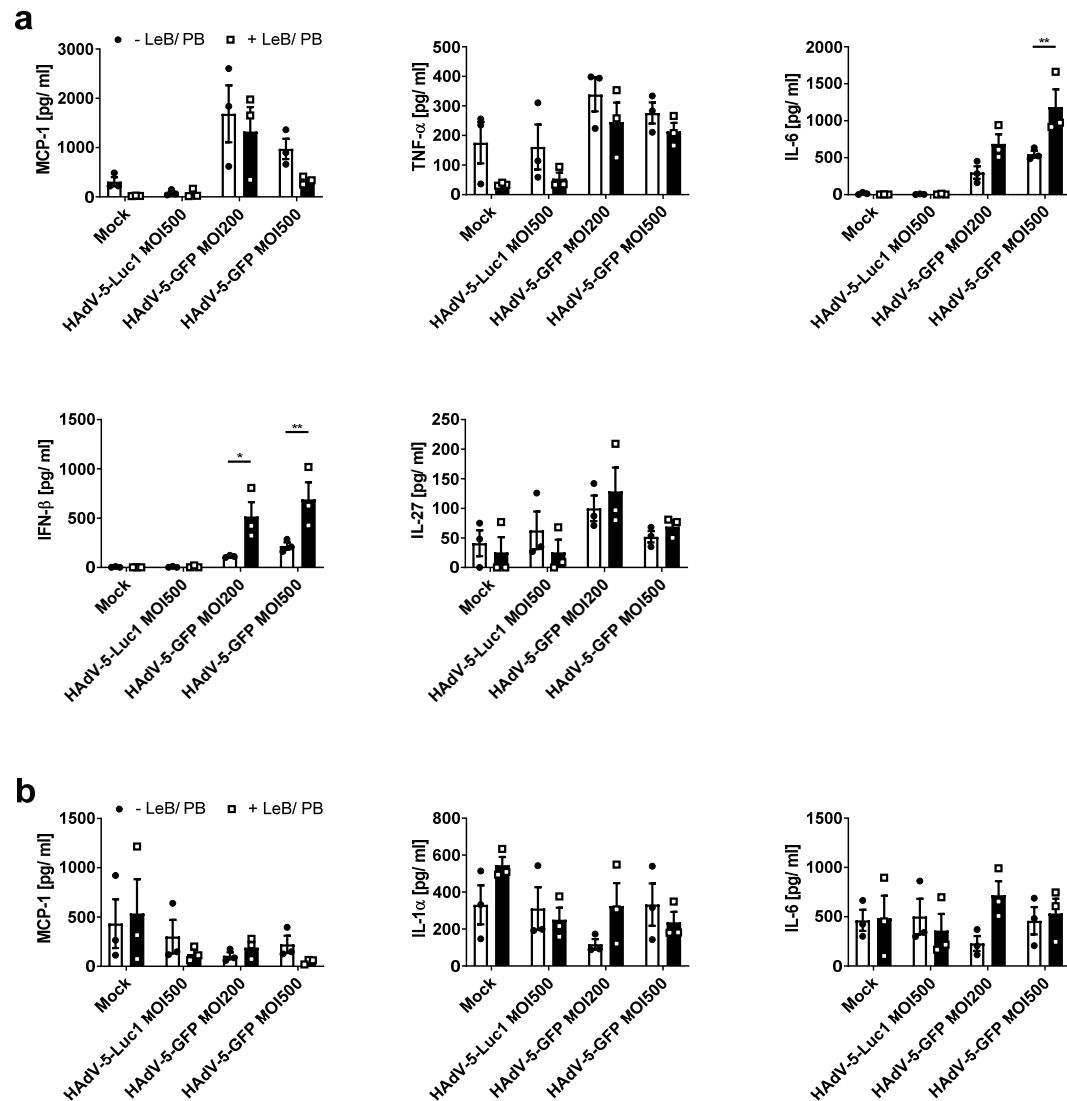 a
- LeB/ PB
+ LeB/ PB
MCP-1 [pg/ ml]
3000
2000
1000
0
Mock
HAdV-5-Luc1 MOI500
HAdV-5-GFP MOI200
HAdV-5-GFP MOI500
TNF-α [pg/ ml]
500
400
300
200
100
0
Mock
HAdV-5-Luc1 MOI500
HAdV-5-GFP MOI200
HAdV-5-GFP MOI500
IL-6 [pg/ ml]
2000
1500
1000
500
0
**
Mock
HAdV-5-Luc1 MOI500
HAdV-5-GFP MOI200
HAdV-5-GFP MOI500
IFN-β [pg/ ml]
1500
1000
500
0
*
**
Mock
HAdV-5-Luc1 MOI500
HAdV-5-GFP MOI200
HAdV-5-GFP MOI500
IL-27 [pg/ ml]
250
200
150
100
50
0
Mock
HAdV-5-Luc1 MOI500
HAdV-5-GFP MOI200
HAdV-5-GFP MOI500
b
- LeB/ PB
+ LeB/ PB
MCP-1 [pg/ ml]
1500
1000
500
0
Mock
HAdV-5-Luc1 MOI500
HAdV-5-GFP MOI200
HAdV-5-GFP MOI500
IL-1α [pg/ ml]
800
600
400
200
0
Mock
HAdV-5-Luc1 MOI500
HAdV-5-GFP MOI200
HAdV-5-GFP MOI500
IL-6 [pg/ ml]
1500
1000
500
0
Mock
HAdV-5-Luc1 MOI500
HAdV-5-GFP MOI200
HAdV-5-GFP MOI500